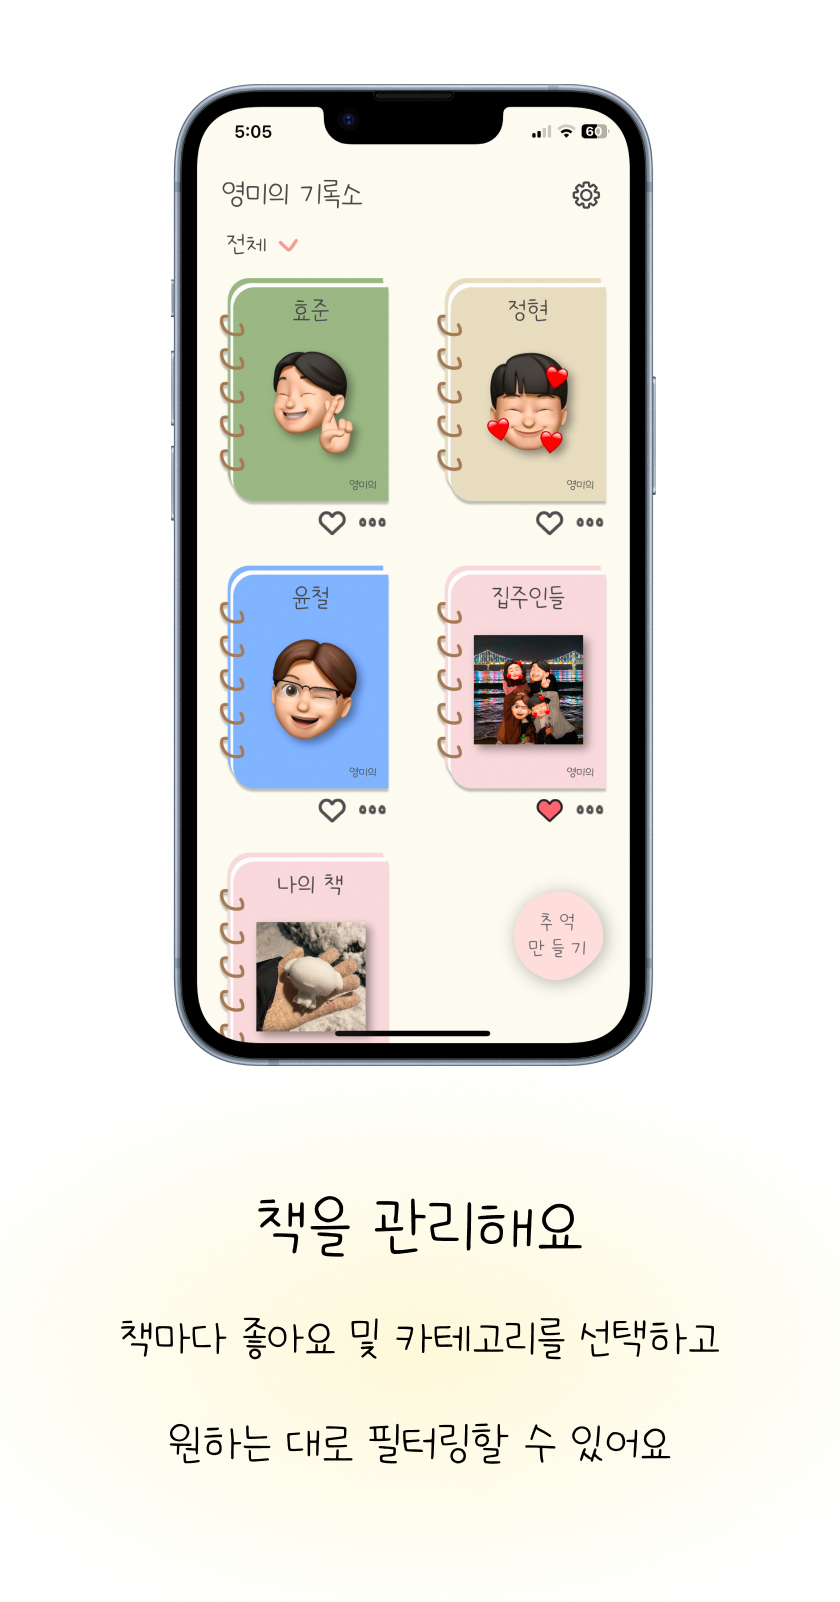 5:05
60
영미의 기록소
전체
효준
정현
영미의
영미의
윤철
집주인들
영미의
영미의
나의 책
추억
만들기
책을 관리해요
책마다 좋아요 및 카테고리를 선택하고
원하는 대로 필터링할 수 있어요